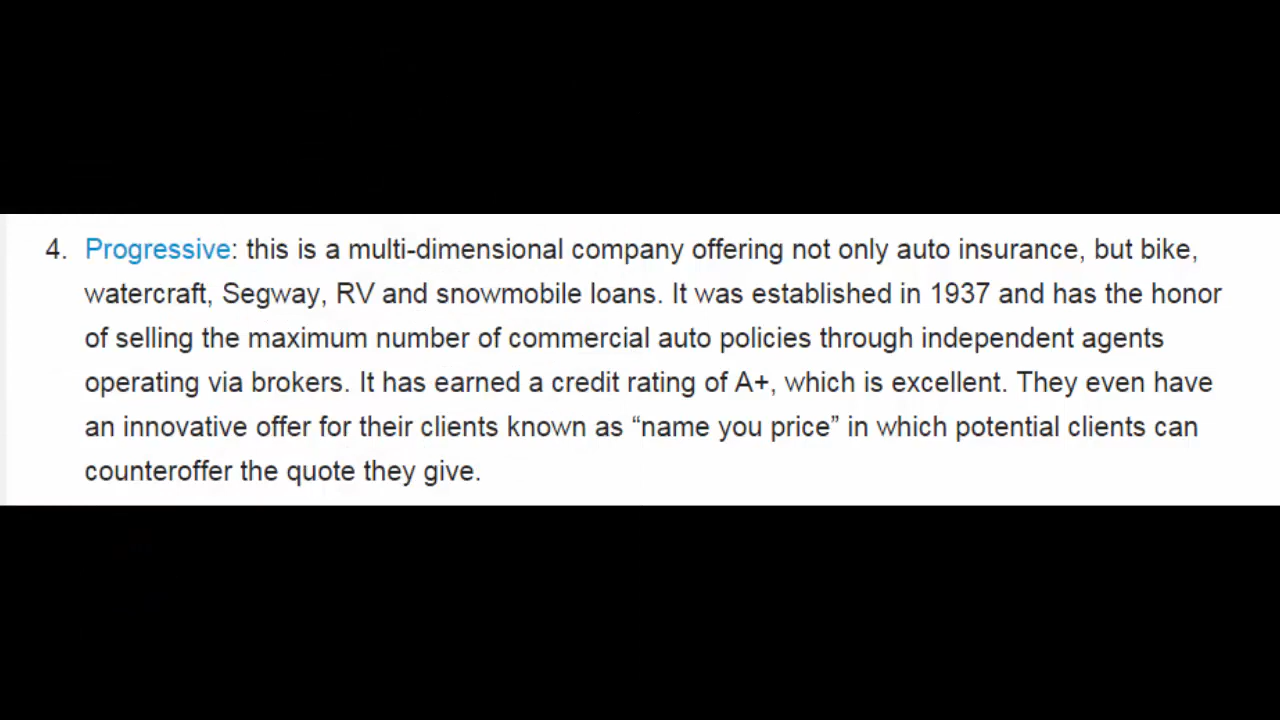 4. Progressive: this is a multi-dimensional company offering not only auto insurance, but bike,
watercraft, Segway, RV and snowmobile loans. It was established in 1937 and has the honor
of selling the maximum number of commercial auto policies through independent agents
operating via brokers. It has earned a credit rating of A+, which is excellent. They even have
an innovative offer for their clients known as “name you price” in which potential clients can
counteroffer the quote they give.